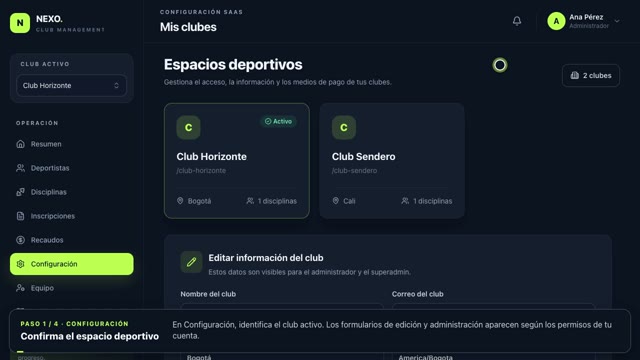 N
NEXO.
CLUB MANAGEMENT
CLUB ACTIVO
Club Horizonte
OPERACIÓN
Resumen
Deportistas
Disciplinas
Inscripciones
Recaudos
Configuración
Equipo
CONFIGURACIÓN SAAS
Mis clubes
A
Ana Pérez
Administrador
Espacios deportivos
Gestiona el acceso, la información y los medios de pago de tus clubes.
2 clubes
C
Activo
Club Horizonte
/club-horizonte
Bogotá
1 disciplinas
C
Club Sendero
/club-sendero
Cali
1 disciplinas
Editar información del club
Estos datos son visibles para el administrador y el superadmin.
Nombre del club
Correo del club
PASO 1 / 4 · CONFIGURACIÓN
Confirma el espacio deportivo
En Configuración, identifica el club activo. Los formularios de edición y administración aparecen según los permisos de tu
cuenta.
progress.
Bogotá
America/Bogota